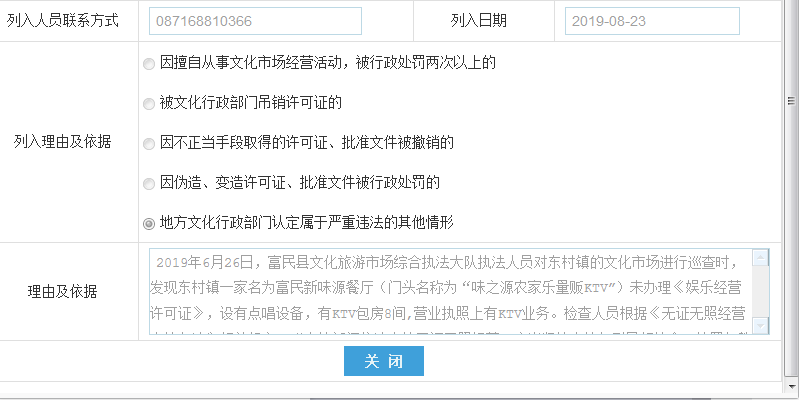 列入人员联系方式 087168810366 列入日期 2019-08-23
因擅自从事文化市场经营活动，被行政处罚两次以上的
被文化行政部门吊销许可证的
列入理由及依据
因不正当手段取得的许可证、批准文件被撤销的
因伪造、变造许可证、批准文件被行政处罚的
地方文化行政部门认定属于严重违法的其他情形
理由及依据
2019年6月26日，富民县文化旅游市场综合执法大队执法人员对东村镇的文化市场进行巡查时，
发现东村镇一家名为富民新味源餐厅（门头名称为“味之源农家乐量贩KTV”）未办理《娱乐经营
许可证》，设有点唱设备，有KTV包房8间,营业执照上有KTV业务。检查人员根据《无证无照经营
关 闭